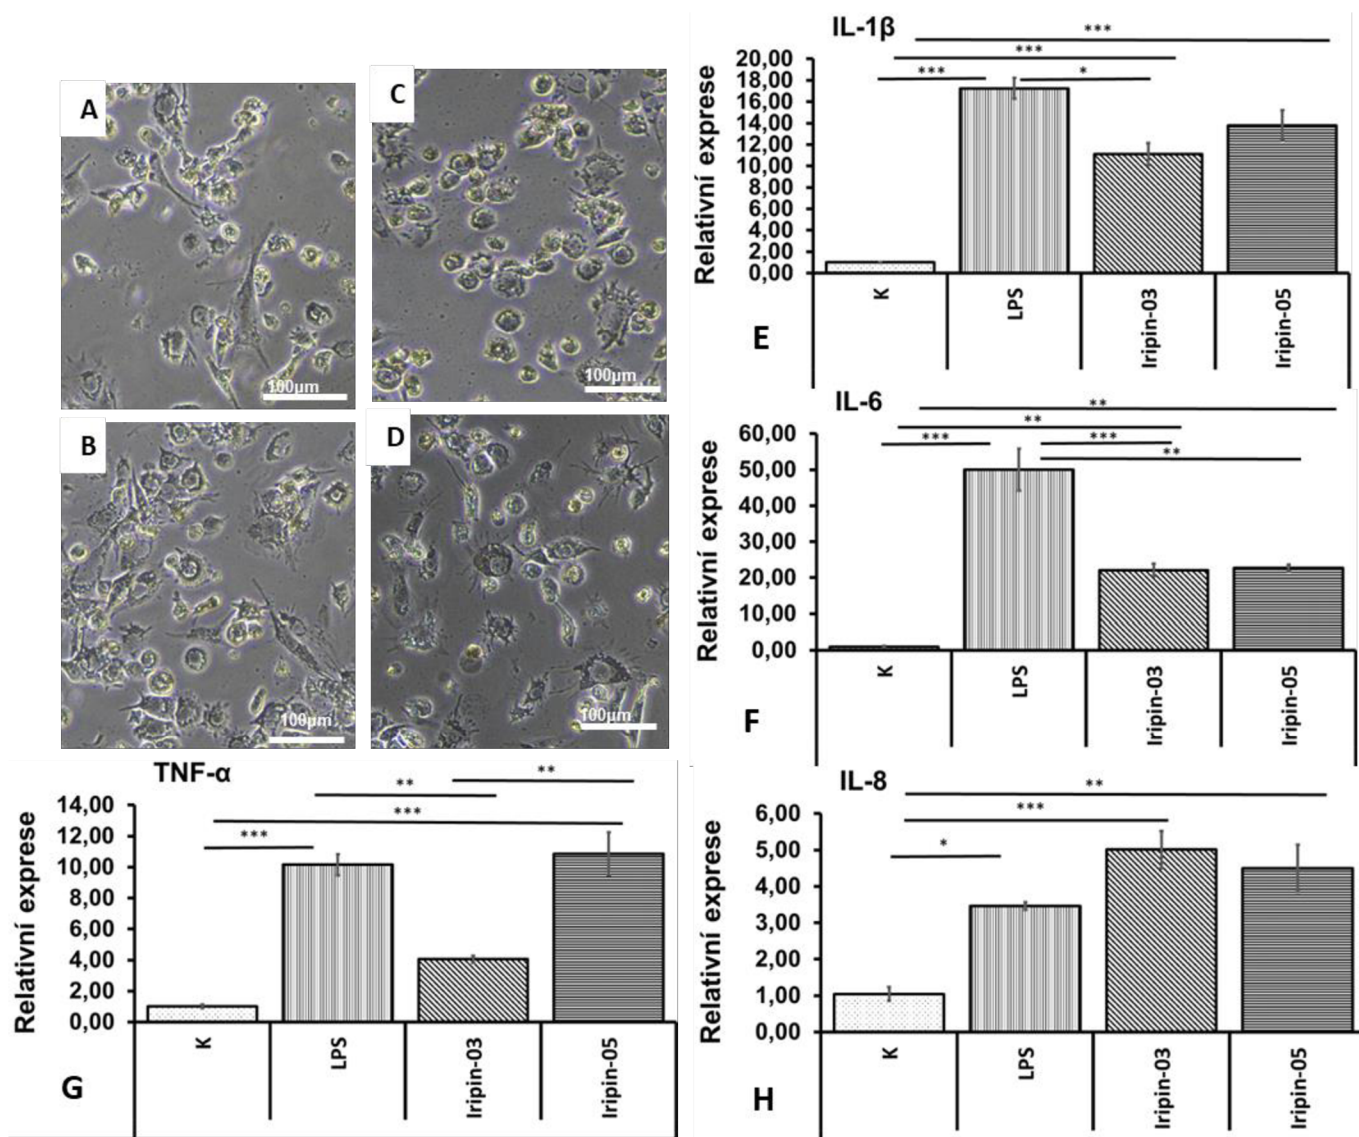 A
100µm
C
100µm
B
100µm
D
100µm
IL-1β
***
***
***
*
Relativní exprese
20,00
18,00
16,00
14,00
12,00
10,00
8,00
6,00
4,00
2,00
0,00
K
LPS
Iripin-03
Iripin-05
E
IL-6
**
**
***
***
**
Relativní exprese
60,00
50,00
40,00
30,00
20,00
10,00
0,00
K
LPS
Iripin-03
Iripin-05
F
TNF-α
**
**
***
***
Relativní exprese
14,00
12,00
10,00
8,00
6,00
4,00
2,00
0,00
K
LPS
Iripin-03
Iripin-05
G
IL-8
**
***
*
Relativní exprese
6,00
5,00
4,00
3,00
2,00
1,00
0,00
K
LPS
Iripin-03
Iripin-05
H